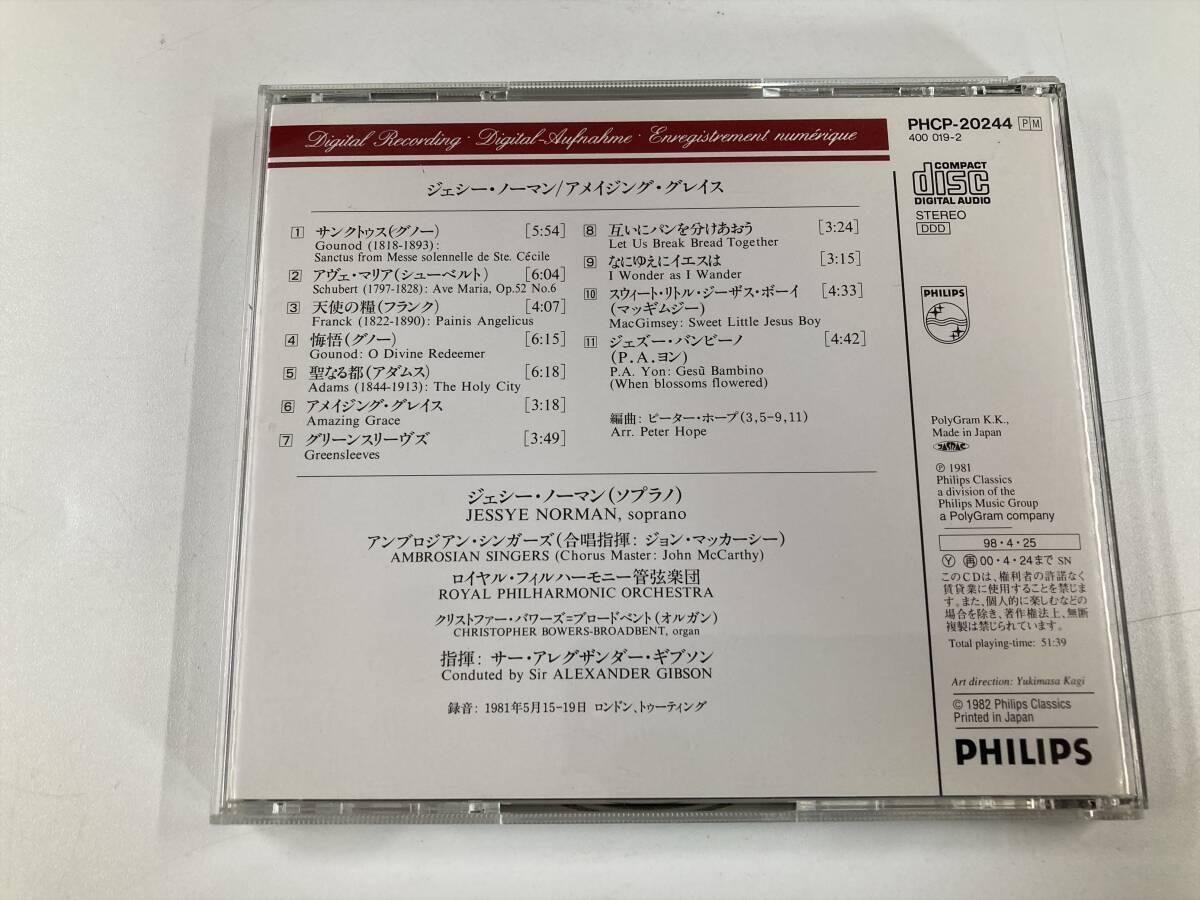 Digital Recording · Digital-Aufnahme · Enregistrement numérique
ジェシー・ノーマン/アメイジング・グレイス
1 サンクトゥス(グノー) [5:54]
Gounod (1818-1893):
Sanctus from Messe solennelle de Ste. Cécile
2 アヴェ・マリア(シューベルト) [6:04]
Schubert (1797-1828): Ave Maria, Op.52 No.6
3 天使の糧(フランク) [4:07]
Franck (1822-1890): Painis Angelicus
4 悔悟(グノー) [6:15]
Gounod: O Divine Redeemer
5 聖なる都(アダムス) [6:18]
Adams (1844-1913): The Holy City
6 アメイジング・グレイス [3:18]
Amazing Grace
7 グリーンスリーヴズ [3:49]
Greensleeves
8 互いにパンを分けあおう [3:24]
Let Us Break Bread Together
9 なにゆえにイエスは [3:15]
I Wonder as I Wander
10 スウィート・リトル・ジーザス・ボーイ [4:33]
(マッギムジー)
MacGimsey: Sweet Little Jesus Boy
11 ジェズー・バンビーノ [4:42]
(P.A.ヨン)
P.A. Yon: Gesù Bambino
(When blossoms flowered)
編曲: ピーター・ホープ(3,5-9,11)
Arr. Peter Hope
ジェシー・ノーマン(ソプラノ)
JESSYE NORMAN, soprano
アンブロジアン・シンガーズ(合唱指揮: ジョン・マッカーシー)
AMBROSIAN SINGERS (Chorus Master: John McCarthy)
ロイヤル・フィルハーモニー管弦楽団
ROYAL PHILHARMONIC ORCHESTRA
クリストファー・バワーズ=ブロードベント(オルガン)
CHRISTOPHER BOWERS-BROADBENT, organ
指揮: サー・アレグザンダー・ギブソン
Conduted by Sir ALEXANDER GIBSON
録音: 1981年5月15-19日 ロンドン、トゥーティング
PHCP-20244 PM
400 019-2
COMPACT
disc
DIGITAL AUDIO
STEREO
DDD
PHILIPS
PolyGram K.K.,
Made in Japan
JASRAC
℗ 1981
Philips Classics
a division of the
Philips Music Group
a PolyGram company
98・4・25
Ⓨ 再 00・4・24まで SN
このCDは、権利者の許諾なく
賃貸業に使用することを禁じま
す。また、個人的に楽しむなどの
場合を除き、著作権法上、無断
複製は禁じられています。
Total playing-time: 51:39
Art direction: Yukimasa Kagi
© 1982 Philips Classics
Printed in Japan
PHILIPS